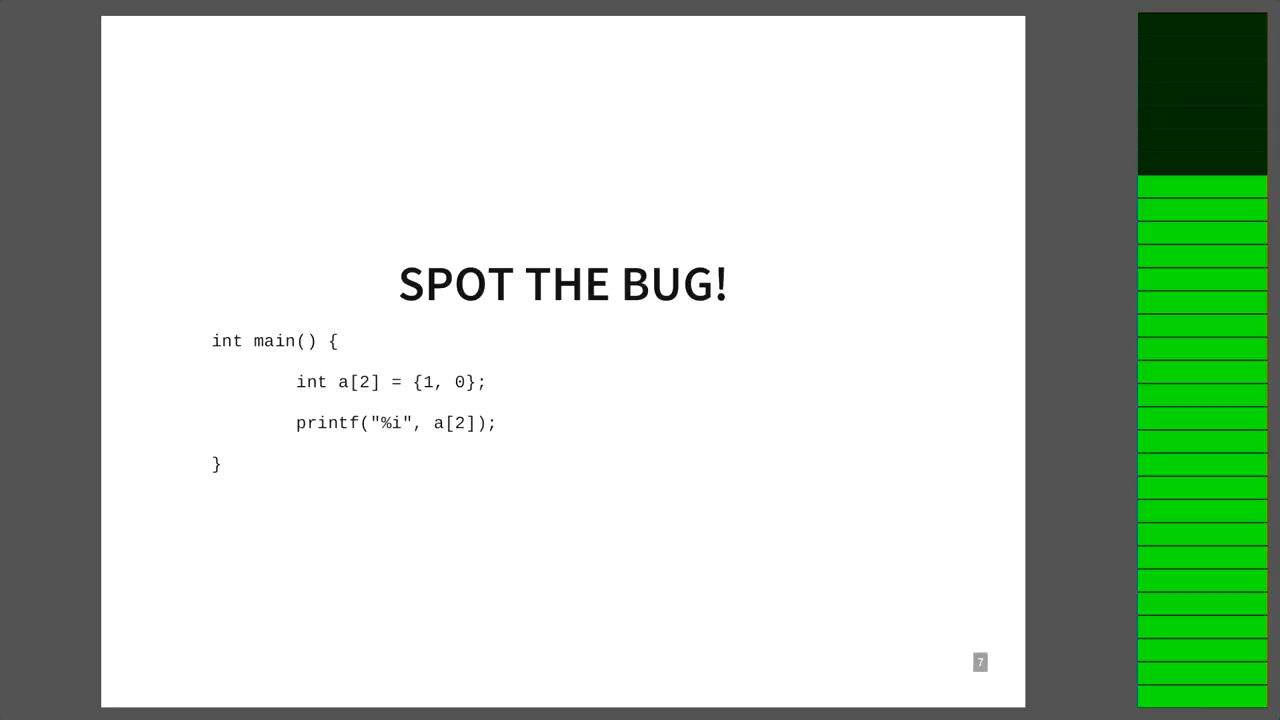 SPOT THE BUG!
int main() {
int a[2] = {1, 0};
printf("%i", a[2]);
}
7